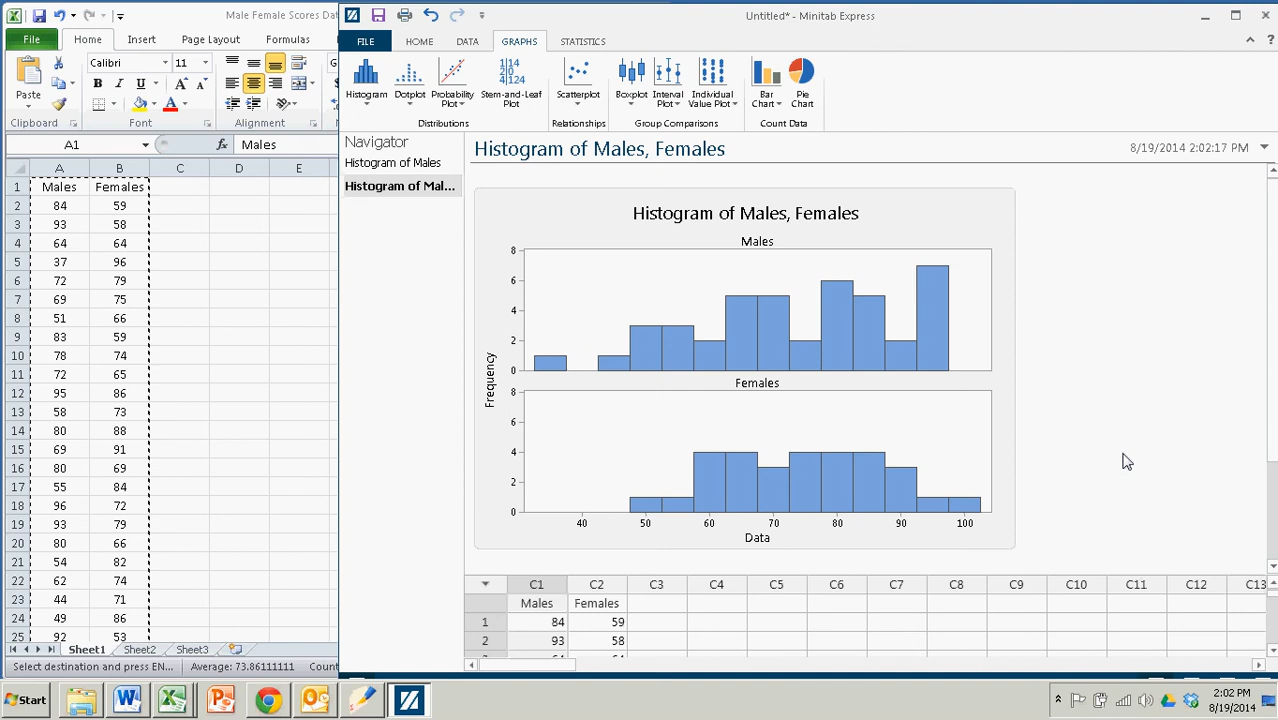 Male Female Scores Dat
File Home Insert Page Layout Formulas
Paste
Calibri 11
B I U
Clipboard Font Alignment
A1 fx Males
A B C D E
1 Males Females
2 84 59
3 93 58
4 64 64
5 37 96
6 72 79
7 69 75
8 51 66
9 83 59
10 78 74
11 72 65
12 95 86
13 58 73
14 80 88
15 69 91
16 80 69
17 55 84
18 96 72
19 93 79
20 80 66
21 54 82
22 62 74
23 44 71
24 49 86
25 92 53
Sheet1 Sheet2 Sheet3
Select destination and press EN... Average: 73.86111111 Count
Untitled* - Minitab Express
FILE HOME DATA GRAPHS STATISTICS
Histogram Dotplot Probability Plot Stem-and-Leaf Plot Scatterplot Boxplot Interval Plot Individual Value Plot Bar Chart Pie Chart
Distributions Relationships Group Comparisons Count Data
Navigator
Histogram of Males
Histogram of Mal...
Histogram of Males, Females 8/19/2014 2:02:17 PM
Histogram of Males, Females
Males
8
6
4
2
0
Frequency
Females
8
6
4
2
0
40 50 60 70 80 90 100
Data
C1 C2 C3 C4 C5 C6 C7 C8 C9 C10 C11 C12 C13
Males Females
1 84 59
2 93 58
Start
2:02 PM
8/19/2014